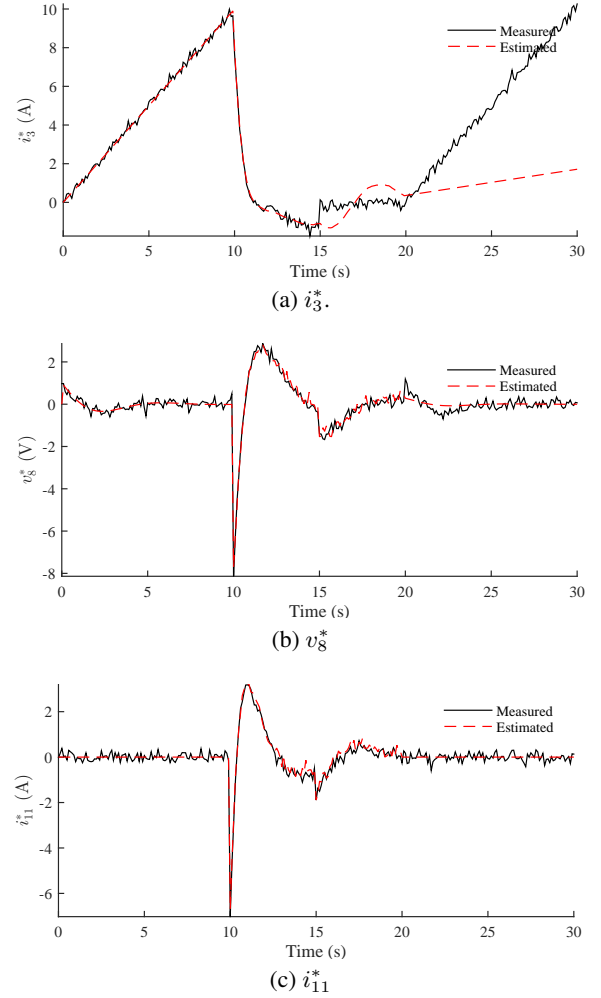 10
8
6
4
2
0
i*3 (A)
Measured
Estimated
0 5 10 15 20 25 30
Time (s)
(a) i*3.
2
0
-2
-4
-6
-8
v*8 (V)
Measured
Estimated
0 5 10 15 20 25 30
Time (s)
(b) v*8
2
0
-2
-4
-6
i*11 (A)
Measured
Estimated
0 5 10 15 20 25 30
Time (s)
(c) i*11